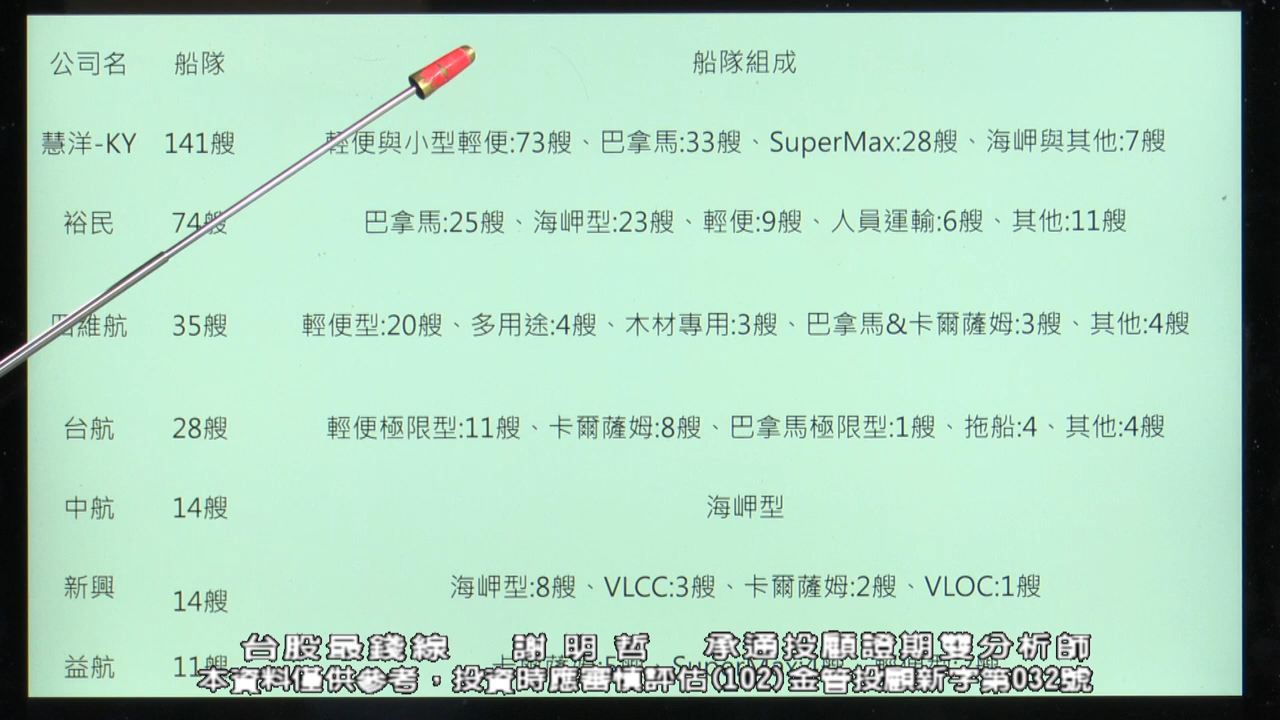 公司名 船隊 船隊組成
慧洋-KY 141艘 輕便與小型輕便:73艘、巴拿馬:33艘、SuperMax:28艘、海岬與其他:7艘
裕民 74艘 巴拿馬:25艘、海岬型:23艘、輕便:9艘、人員運輸:6艘、其他:11艘
四維航 35艘 輕便型:20艘、多用途:4艘、木材專用:3艘、巴拿馬&卡爾薩姆:3艘、其他:4艘
台航 28艘 輕便極限型:11艘、卡爾薩姆:8艘、巴拿馬極限型:1艘、拖船:4、其他:4艘
中航 14艘 海岬型
新興 14艘 海岬型:8艘、VLCC:3艘、卡爾薩姆:2艘、VLOC:1艘
益航 11艘
台股最錢線 謝明哲 承通投顧證期雙分析師
本資料僅供參考,投資時應審慎評估(102)金管投顧新字第032號